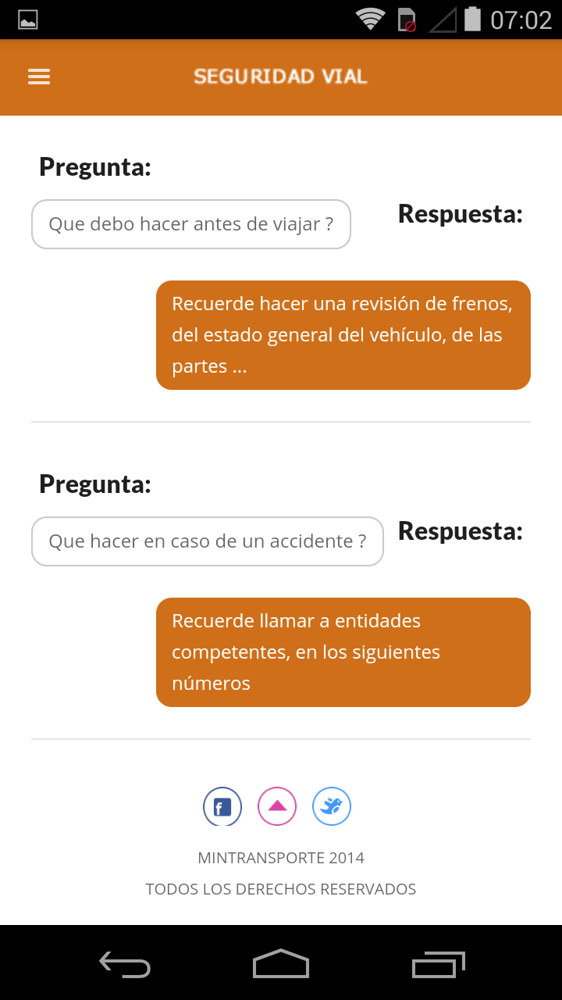 07:02
SEGURIDAD VIAL
Pregunta:
Que debo hacer antes de viajar ?
Respuesta:
Recuerde hacer una revisión de frenos,
del estado general del vehículo, de las
partes ...
Pregunta:
Que hacer en caso de un accidente ?
Respuesta:
Recuerde llamar a entidades
competentes, en los siguientes
números
f
MINTRANSPORTE 2014
TODOS LOS DERECHOS RESERVADOS